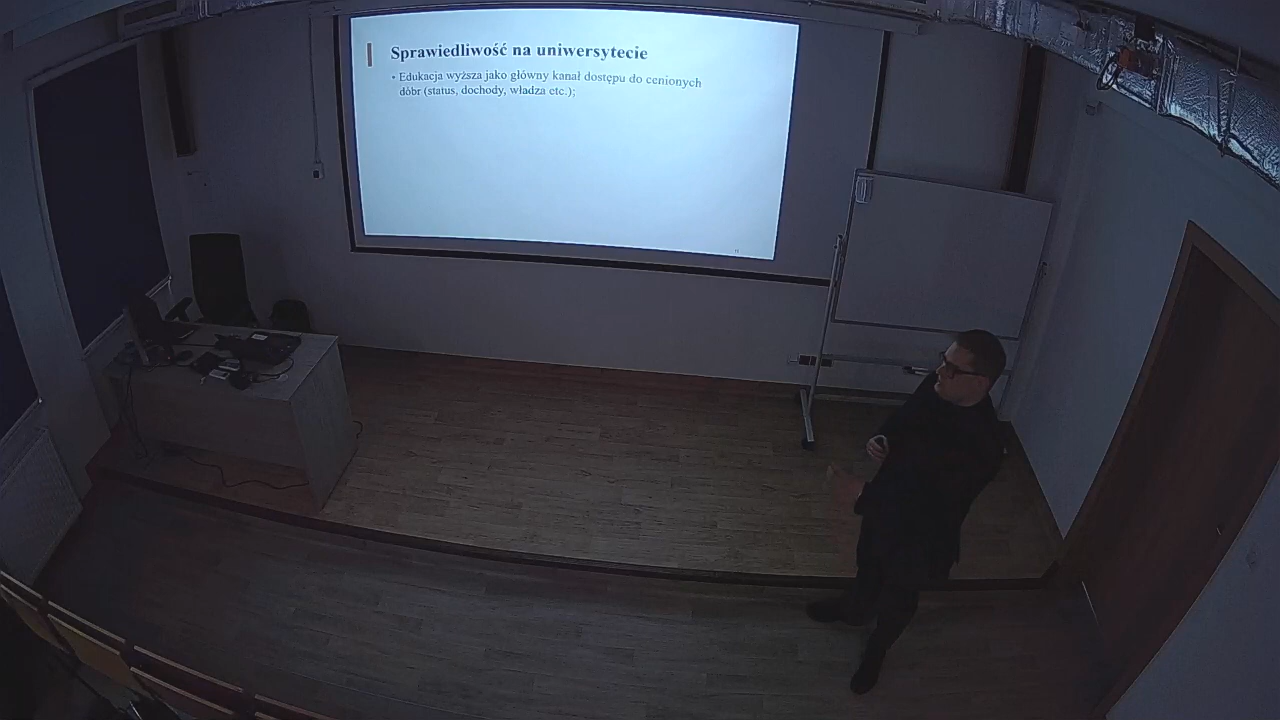 Sprawiedliwość na uniwersytecie
• Edukacja wyższa jako główny kanał dostępu do cenionych
dóbr (status, dochody, władza etc.);